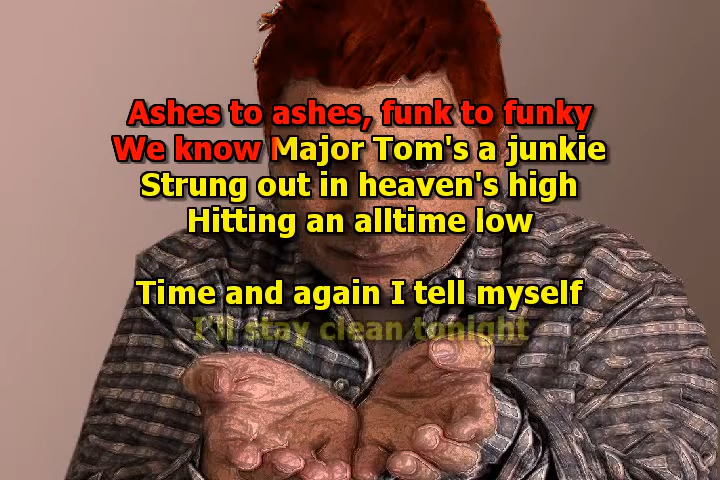 Ashes to ashes, funk to funky
We know Major Tom's a junkie
Strung out in heaven's high
Hitting an alltime low
Time and again I tell myself
I'll stay clean tonight